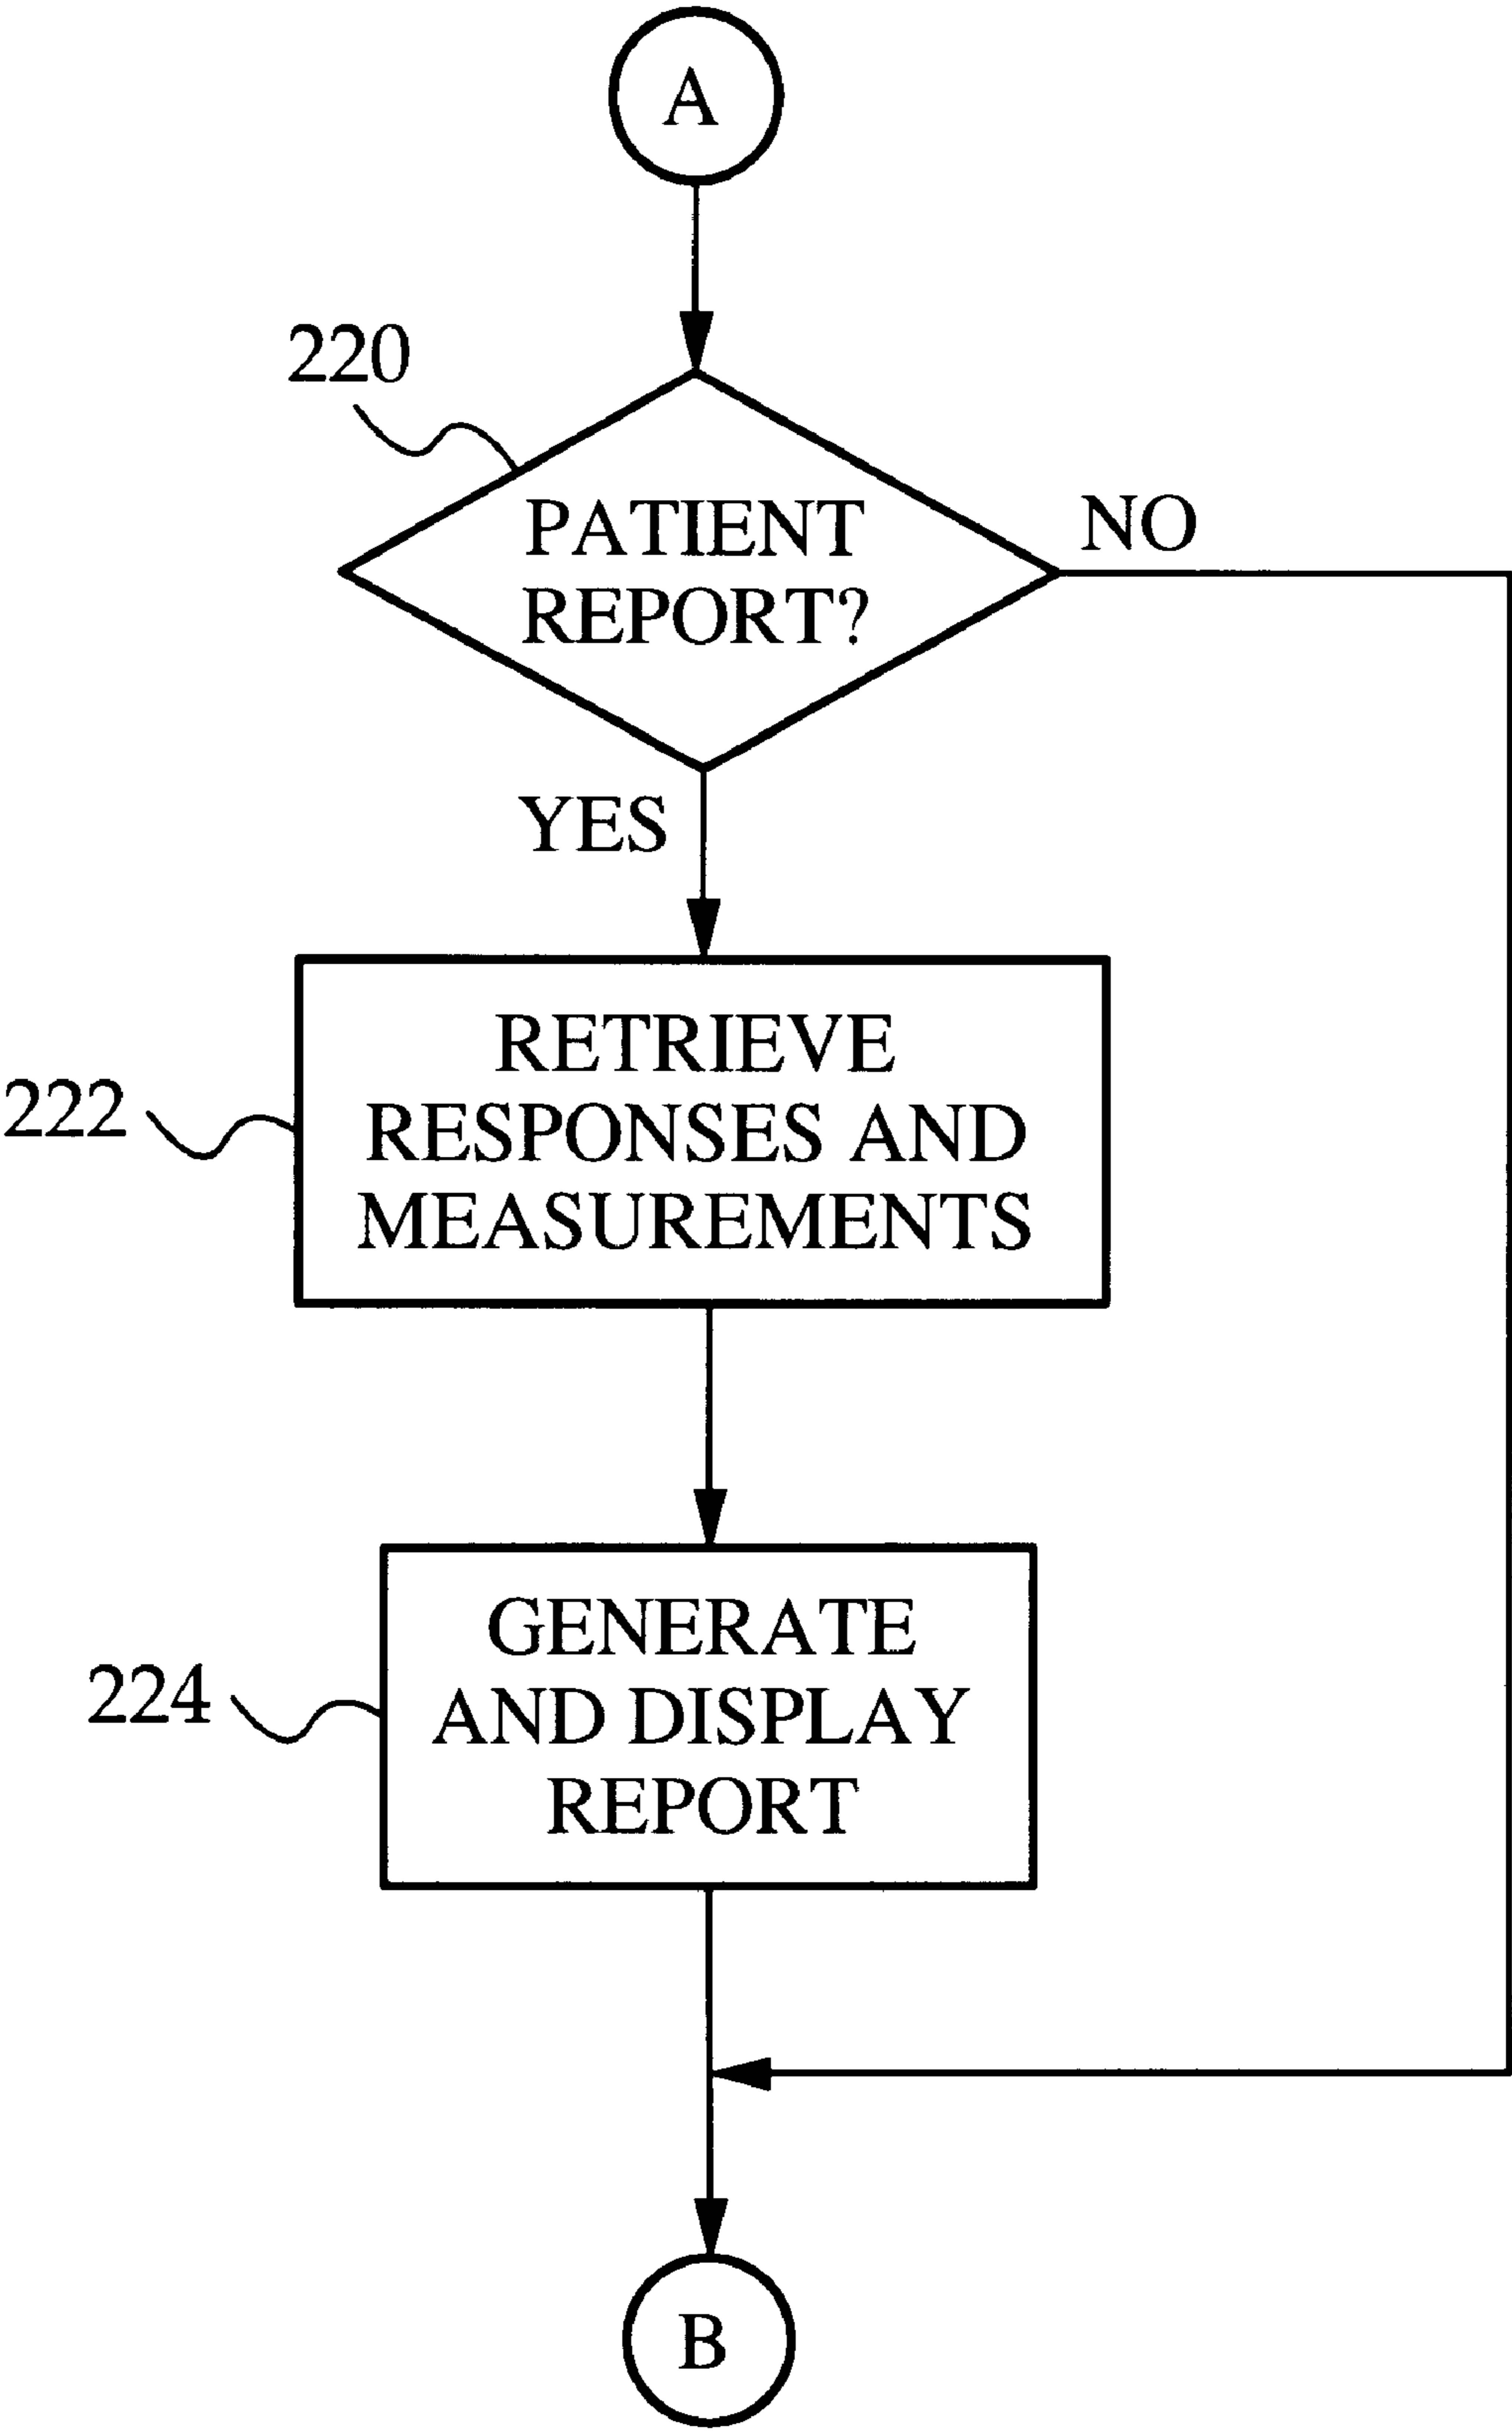 A
220
PATIENT
REPORT?
NO
YES
RETRIEVE
RESPONSES AND
MEASUREMENTS
222
GENERATE
AND DISPLAY
REPORT
224
B